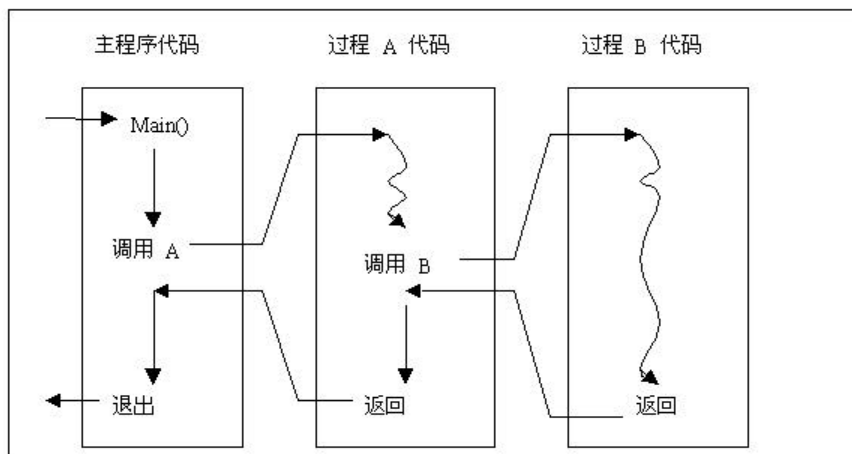 主程序代码
过程 A 代码
过程 B 代码
Main()
调用 A
调用 B
退出
返回
返回